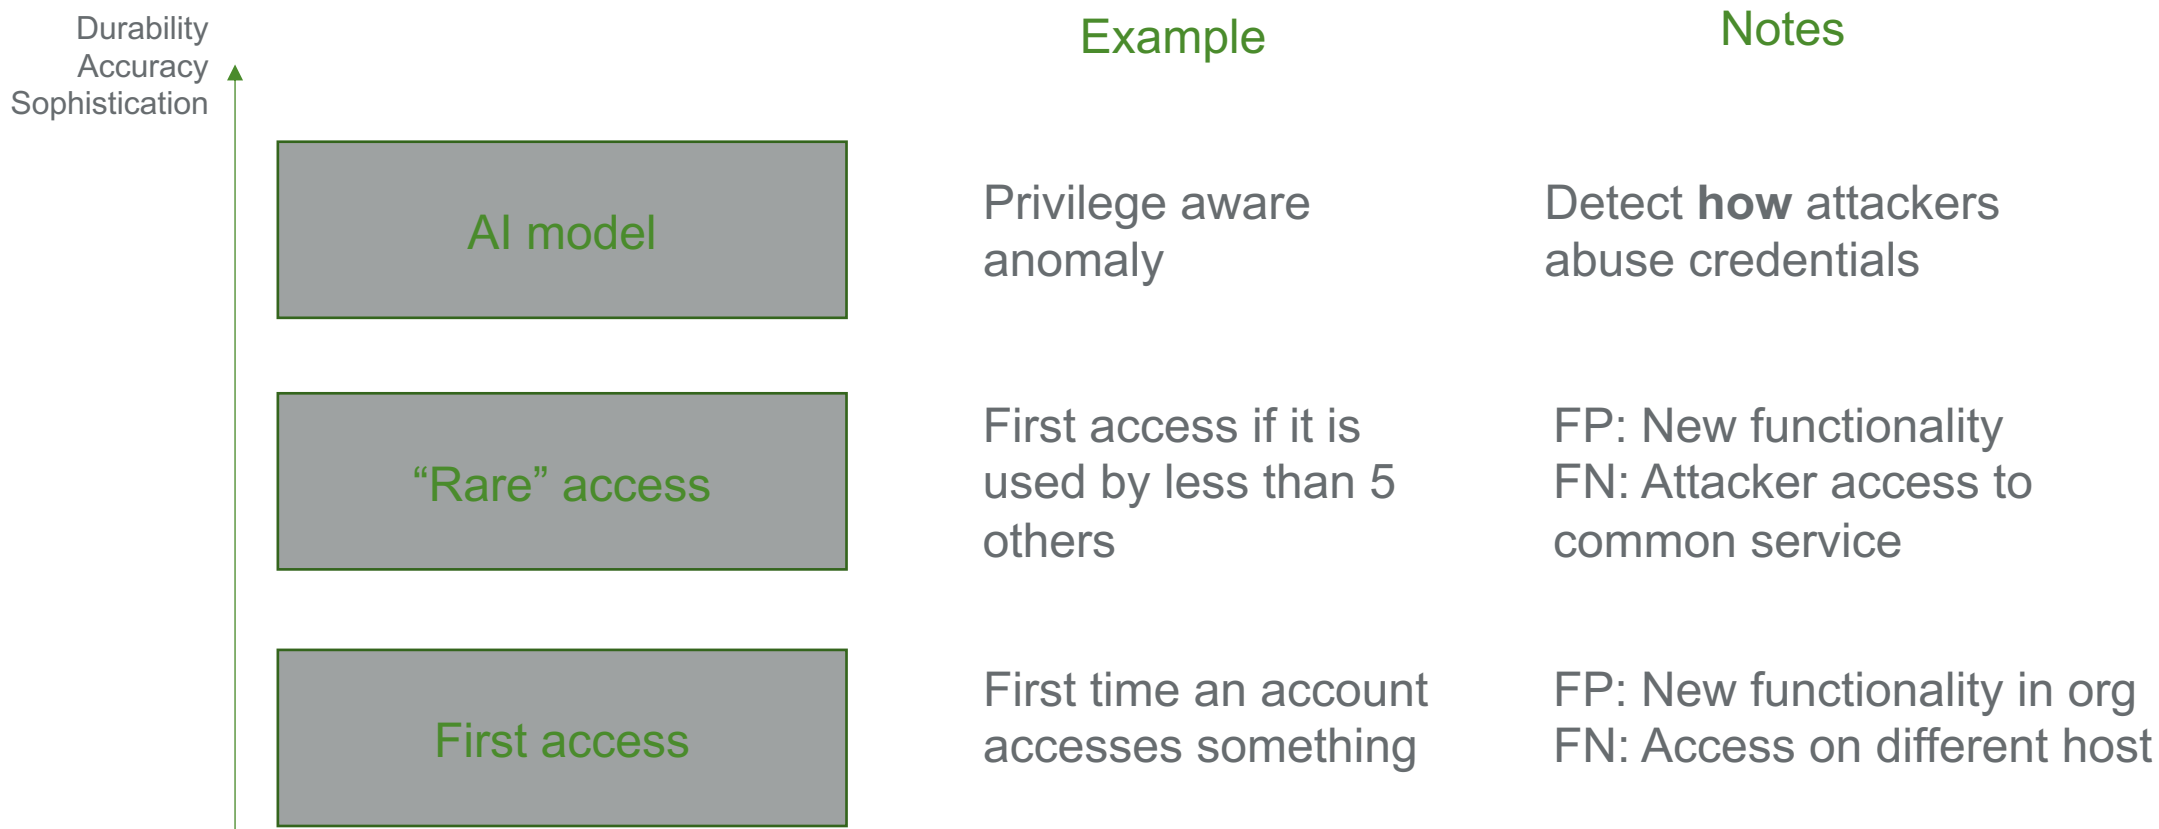 Durability
Accuracy
Sophistication
Example
Notes
AI model
Privilege aware
anomaly
Detect how attackers
abuse credentials
“Rare” access
First access if it is
used by less than 5
others
FP: New functionality
FN: Attacker access to
common service
First access
First time an account
accesses something
FP: New functionality in org
FN: Access on different host